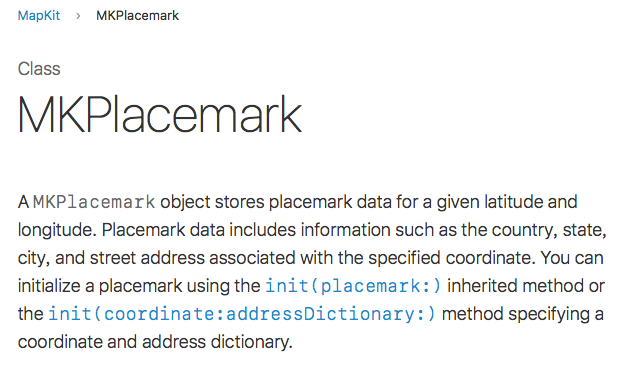 MapKit › MKPlacemark
Class
MKPlacemark
A MKPlacemark object stores placemark data for a given latitude and
longitude. Placemark data includes information such as the country, state,
city, and street address associated with the specified coordinate. You can
initialize a placemark using the init(placemark:) inherited method or
the init(coordinate:addressDictionary:) method specifying a
coordinate and address dictionary.